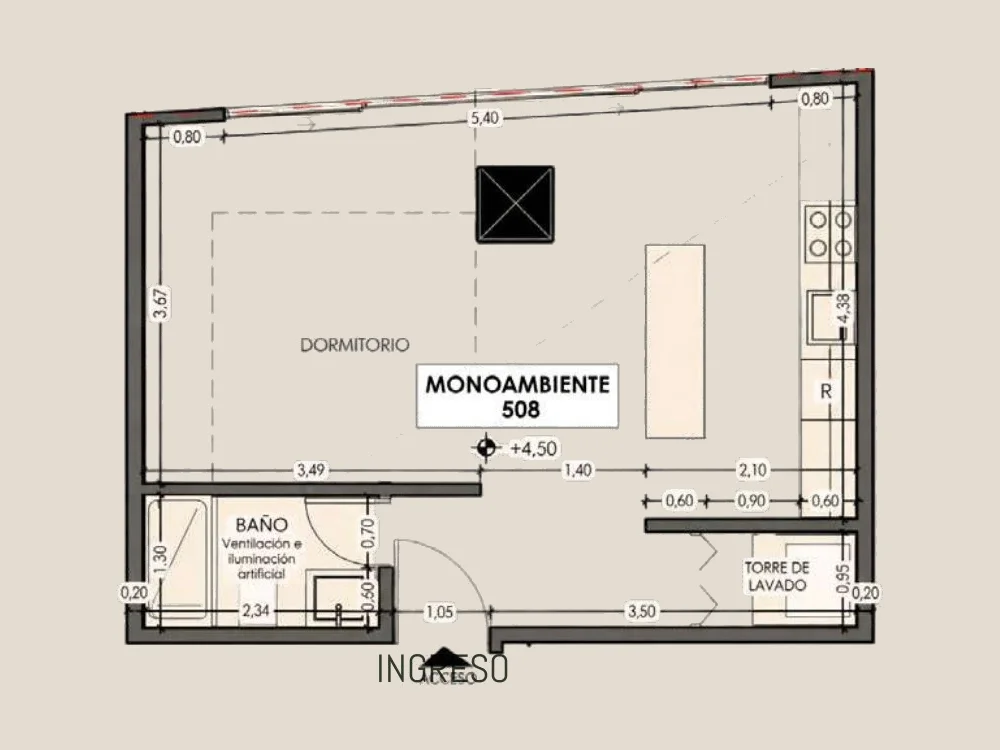 0,80
5,40
0,80
3,67
4,38
DORMITORIO
MONOAMBIENTE
508
R
+4,50
3,49
1,40
2,10
0,60
0,90
0,60
BAÑO
Ventilación e
iluminación
artificial
0,70
1,30
0,60
TORRE DE
LAVADO
0,95
0,20
0,20
2,34
1,05
3,50
INGRESO
ACCESO